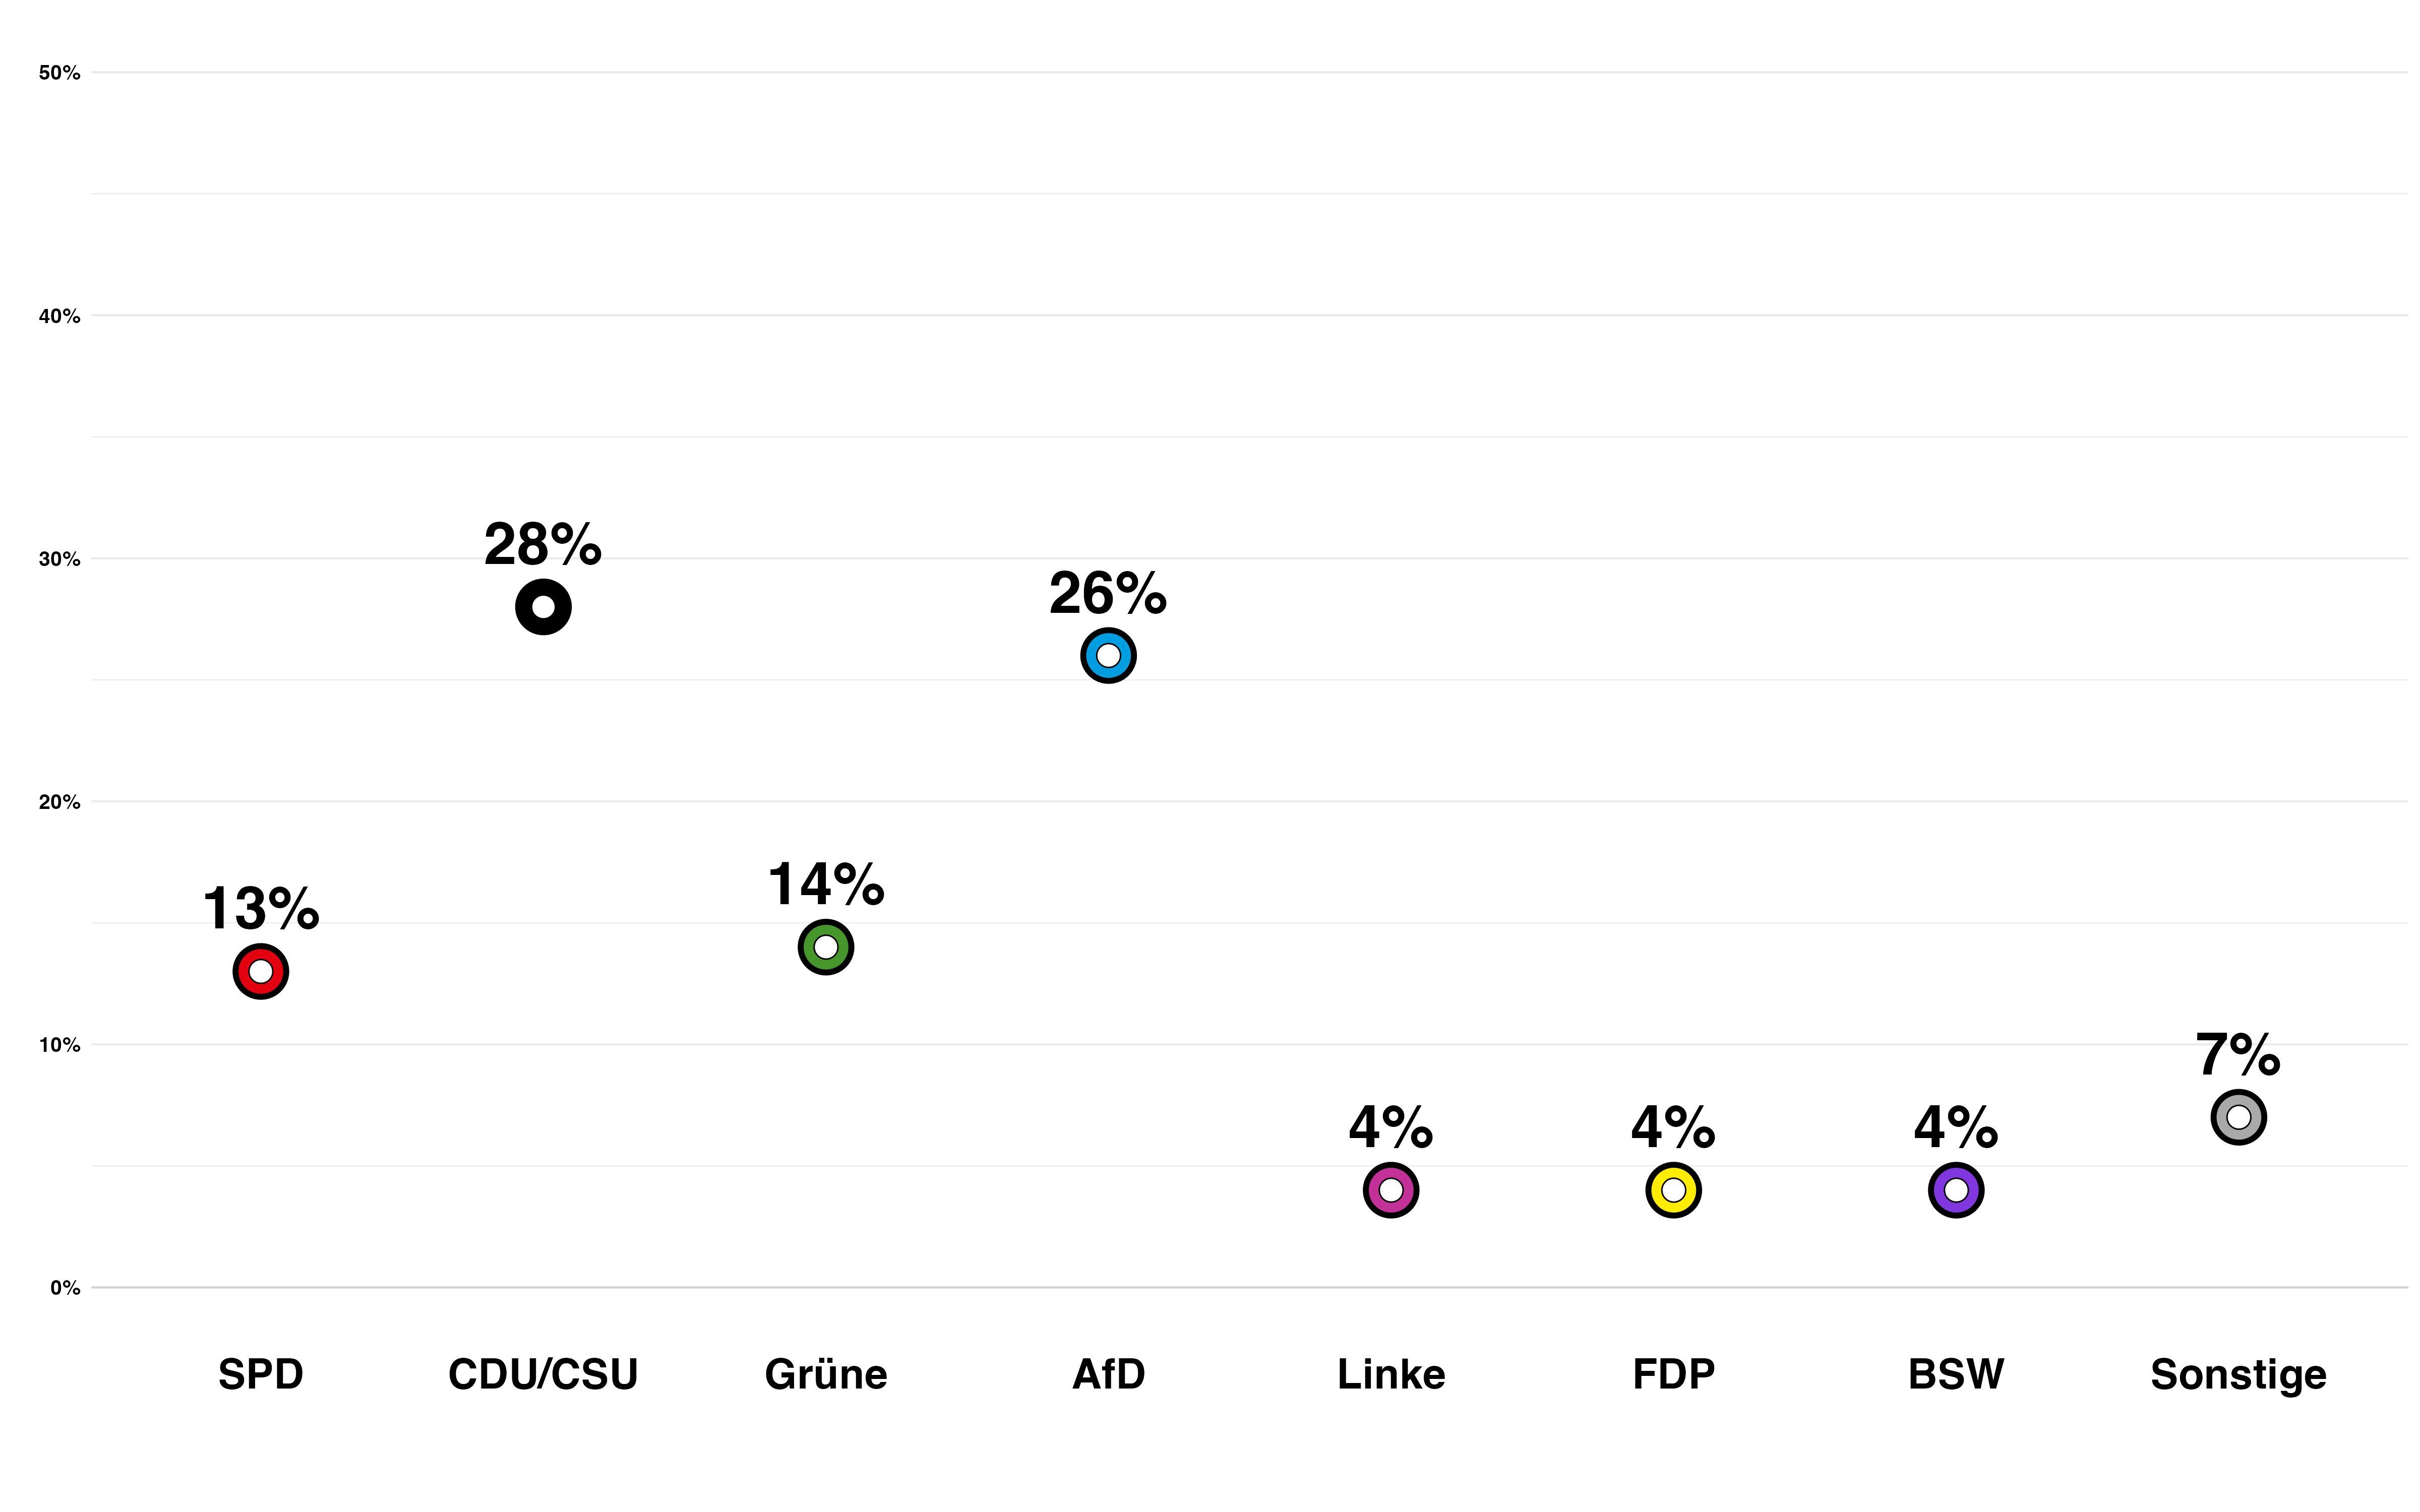 50%
40%
30%
20%
10%
0%
13%
28%
14%
26%
4%
4%
4%
7%
SPD
CDU/CSU
Grüne
AfD
Linke
FDP
BSW
Sonstige